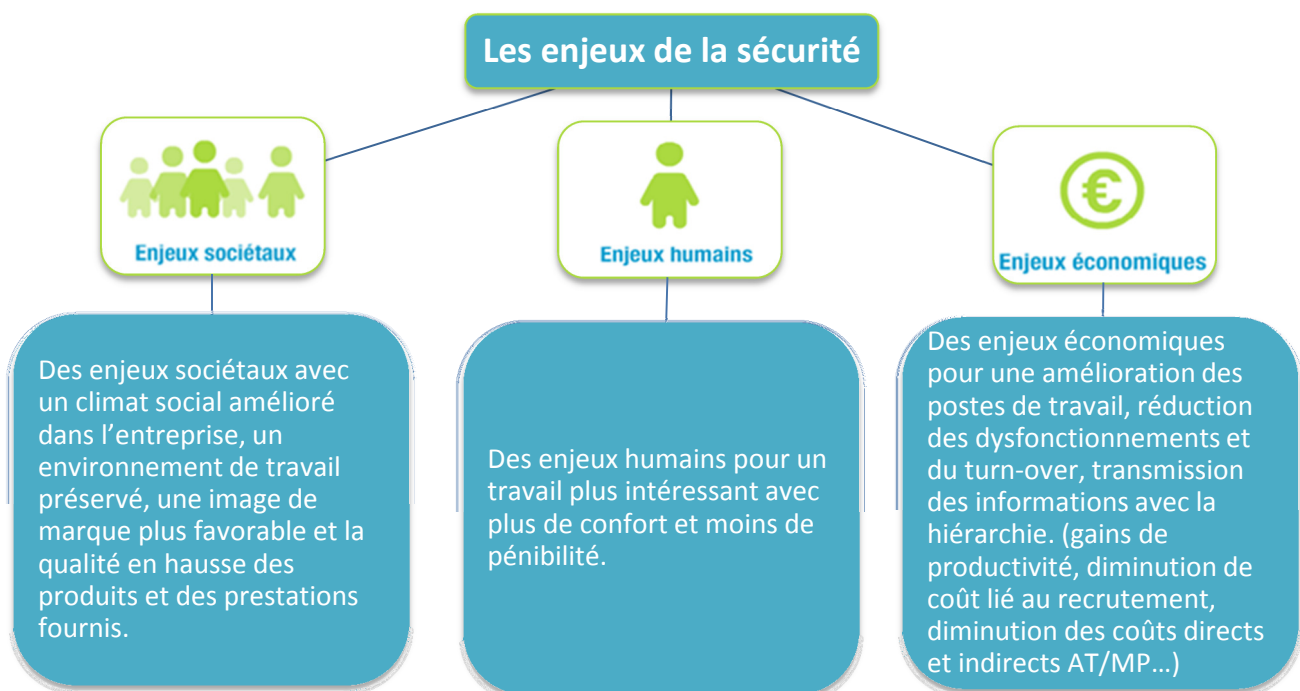 Les enjeux de la sécurité
Enjeux sociétaux
Enjeux humains
Enjeux économiques
Des enjeux sociétaux avec
un climat social amélioré
dans l’entreprise, un
environnement de travail
préservé, une image de
marque plus favorable et la
qualité en hausse des
produits et des prestations
fournis.
Des enjeux humains pour un
travail plus intéressant avec
plus de confort et moins de
pénibilité.
Des enjeux économiques
pour une amélioration des
postes de travail, réduction
des dysfonctionnements et
du turn-over, transmission
des informations avec la
hiérarchie. (gains de
productivité, diminution de
coût lié au recrutement,
diminution des coûts directs
et indirects AT/MP…)